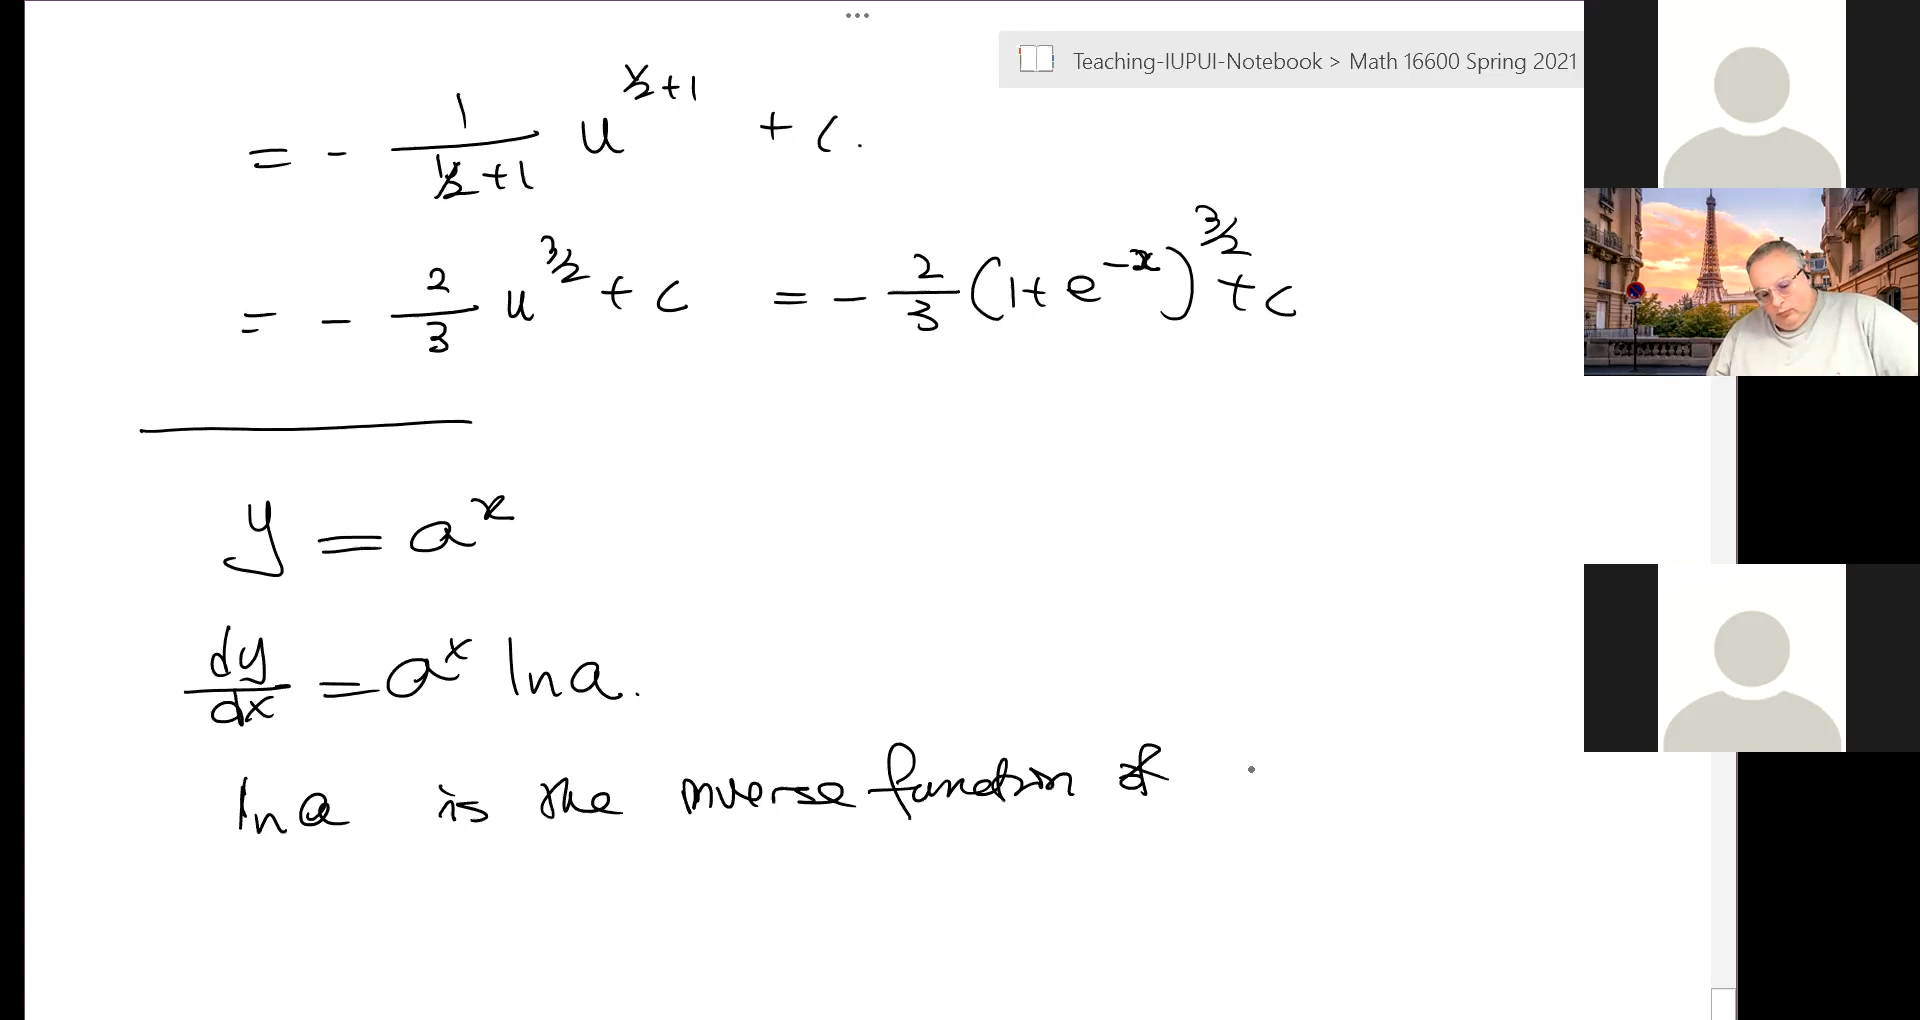 Teaching-IUPUI-Notebook > Math 16600 Spring 2021
= - 1/(1/2+1) u^(1/2+1) + c.
= - 2/3 u^(3/2) + c = - 2/3 (1+e^(-x))^(3/2) + c
y = a^x
dy/dx = a^x ln a.
ln a is the inverse function of